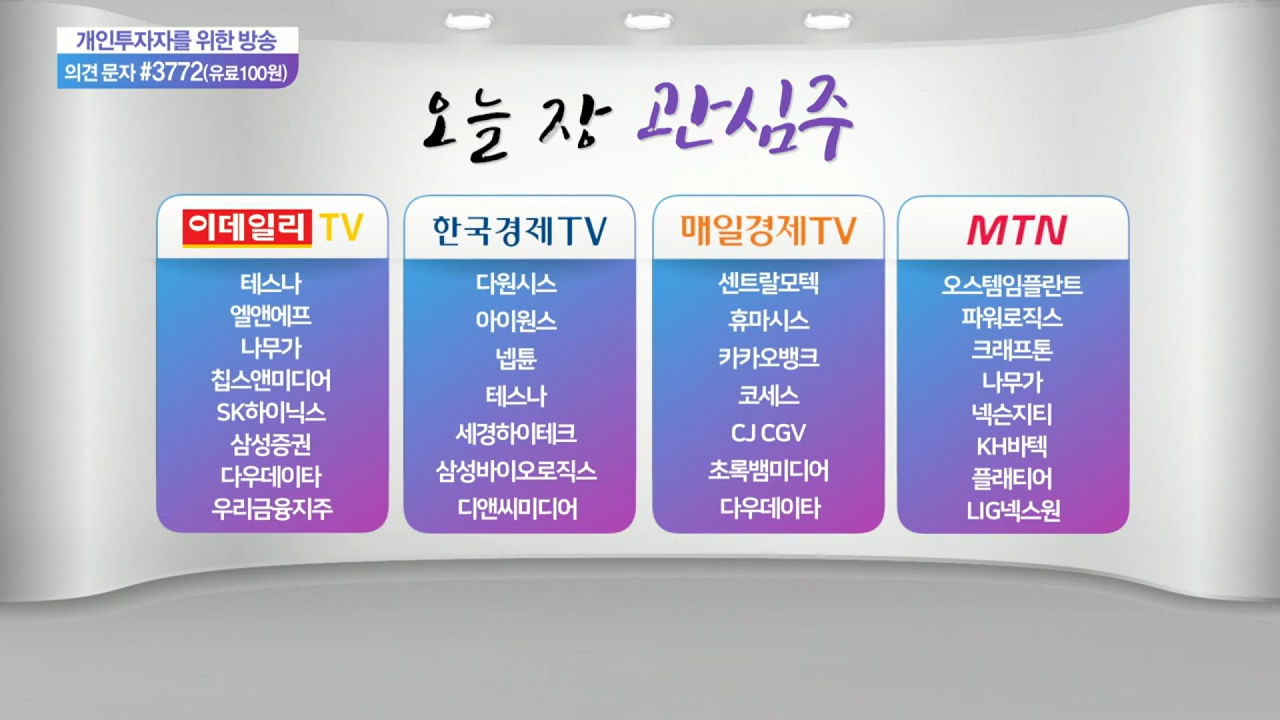 개인투자자를 위한 방송
의견 문자 #3772(유료100원)
오늘 장 관심주
이데일리 TV
테스나
엘앤에프
나무가
칩스앤미디어
SK하이닉스
삼성증권
다우데이타
우리금융지주
한국경제TV
다원시스
아이윈스
넵튠
테스나
세경하이테크
삼성바이오로직스
디앤씨미디어
매일경제TV
센트랄모텍
휴마시스
카카오뱅크
코세스
CJ CGV
초록뱀미디어
다우데이타
MTN
오스템임플란트
파워로직스
크래프톤
나무가
넥슨지티
KH바텍
플래티어
LIG넥스원